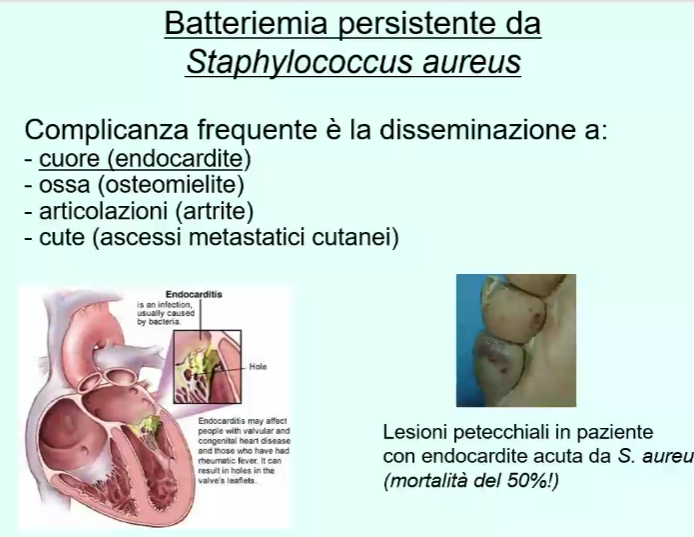 Batteriemia persistente da
Staphylococcus aureus
Complicanza frequente è la disseminazione a:
- cuore (endocardite)
- ossa (osteomielite)
- articolazioni (artrite)
- cute (ascessi metastatici cutanei)
Endocarditis
is an infection,
usually caused
by bacteria.
Hole
Endocarditis may affect
people with valvular and
congenital heart disease
and those who have had
rheumatic fever. It can
result in holes in the
valve's leaflets.
Lesioni petecchiali in paziente
con endocardite acuta da S. aureu
(mortalità del 50%!)